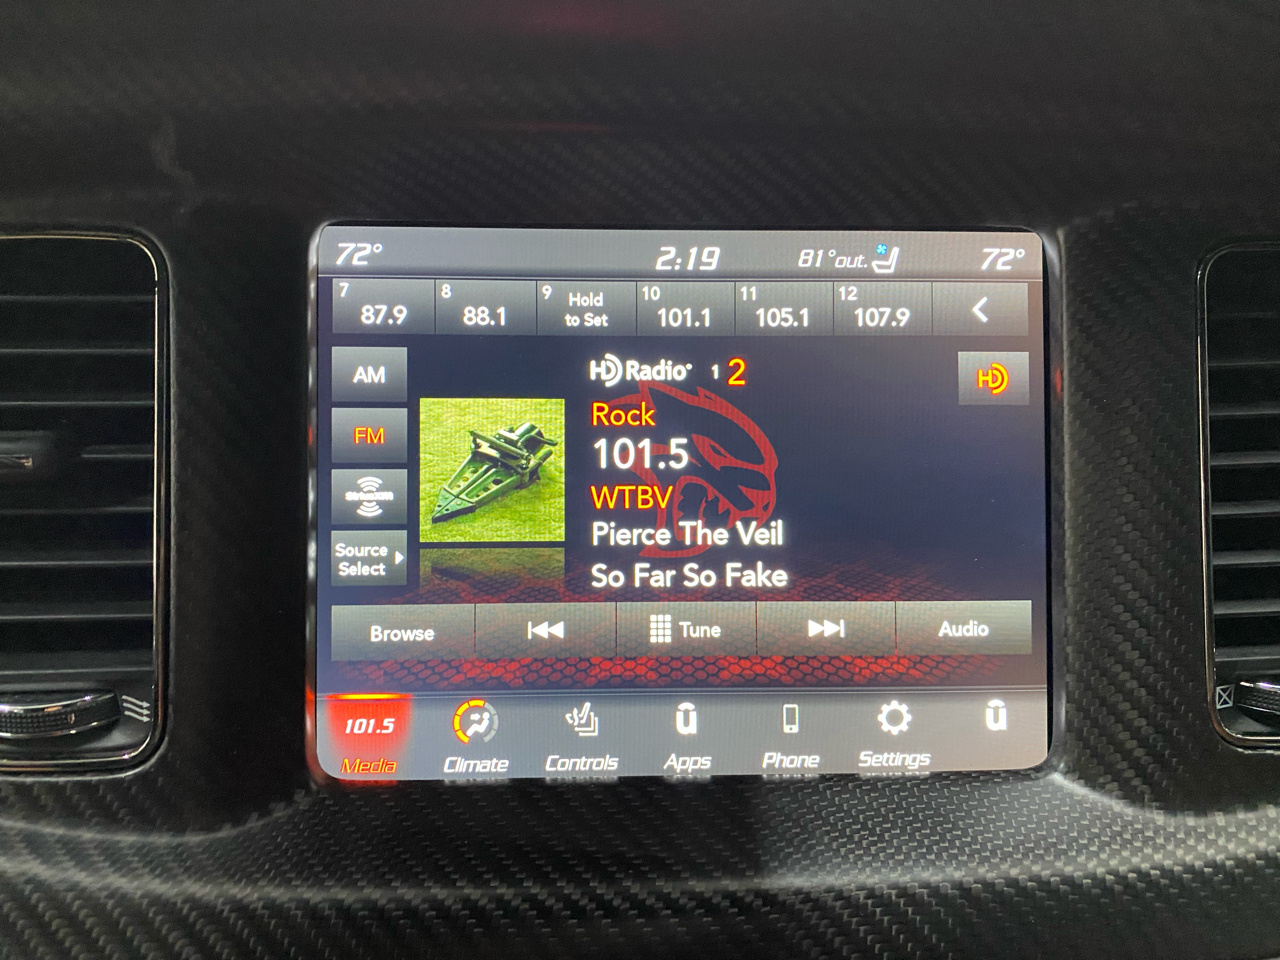 72°
2:19
81°out.
72°
7
87.9
8
88.1
9
Hold
to Set
10
101.1
11
105.1
12
107.9
AM
FM
SiriusXM
Source
Select
HD Radio
1
2
HD
Rock
101.5
WTBV
Pierce The Veil
So Far So Fake
Browse
Tune
Audio
101.5
Media
Climate
Controls
Apps
Phone
Settings